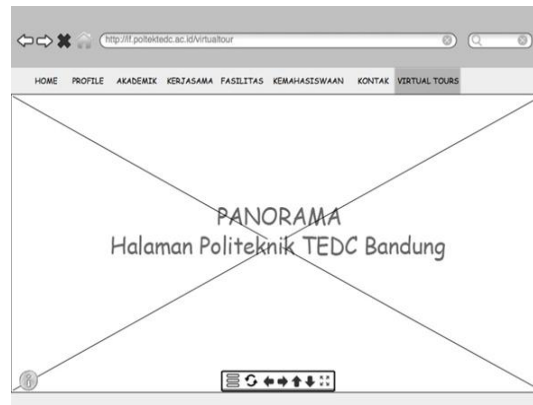 http://if.poltektedc.ac.id/virtualtour
HOME PROFILE AKADEMIK KERJASAMA FASILITAS KEMAHASISWAAN KONTAK VIRTUAL TOURS
PANORAMA
Halaman Politeknik TEDC Bandung